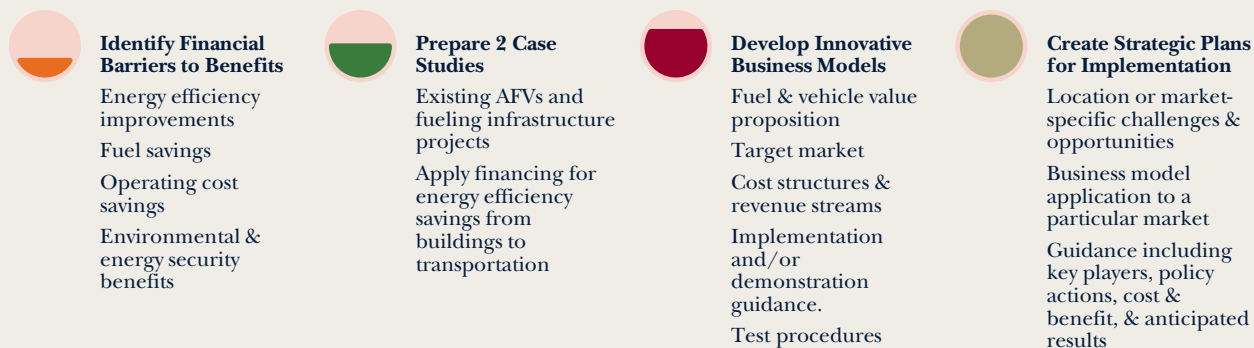 Identify Financial
Barriers to Benefits
Energy efficiency
improvements
Fuel savings
Operating cost
savings
Environmental &
energy security
benefits
Prepare 2 Case
Studies
Existing AFVs and
fueling infrastructure
projects
Apply financing for
energy efficiency
savings from
buildings to
transportation
Develop Innovative
Business Models
Fuel & vehicle value
proposition
Target market
Cost structures &
revenue streams
Implementation
and/or
demonstration
guidance.
Test procedures
Create Strategic Plans
for Implementation
Location or market-
specific challenges &
opportunities
Business model
application to a
particular market
Guidance including
key players, policy
actions, cost &
benefit, & anticipated
results